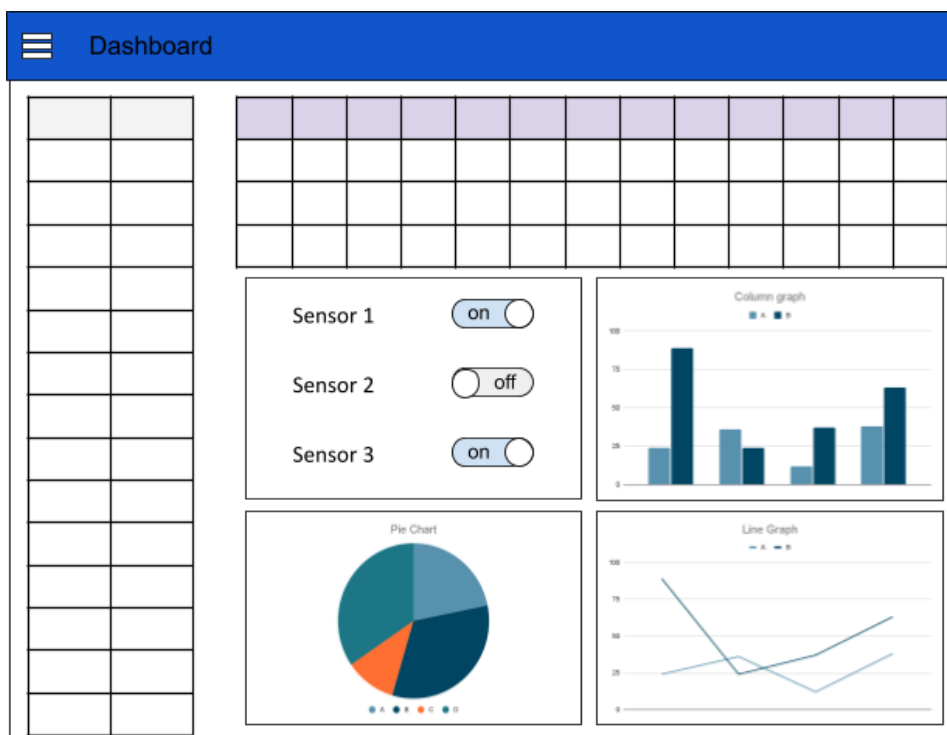 Dashboard
Sensor 1 on
Sensor 2 off
Sensor 3 on
Column graph
A B
100
75
50
25
0
Pie Chart
A B C D
Line Graph
A B
100
75
50
25
0